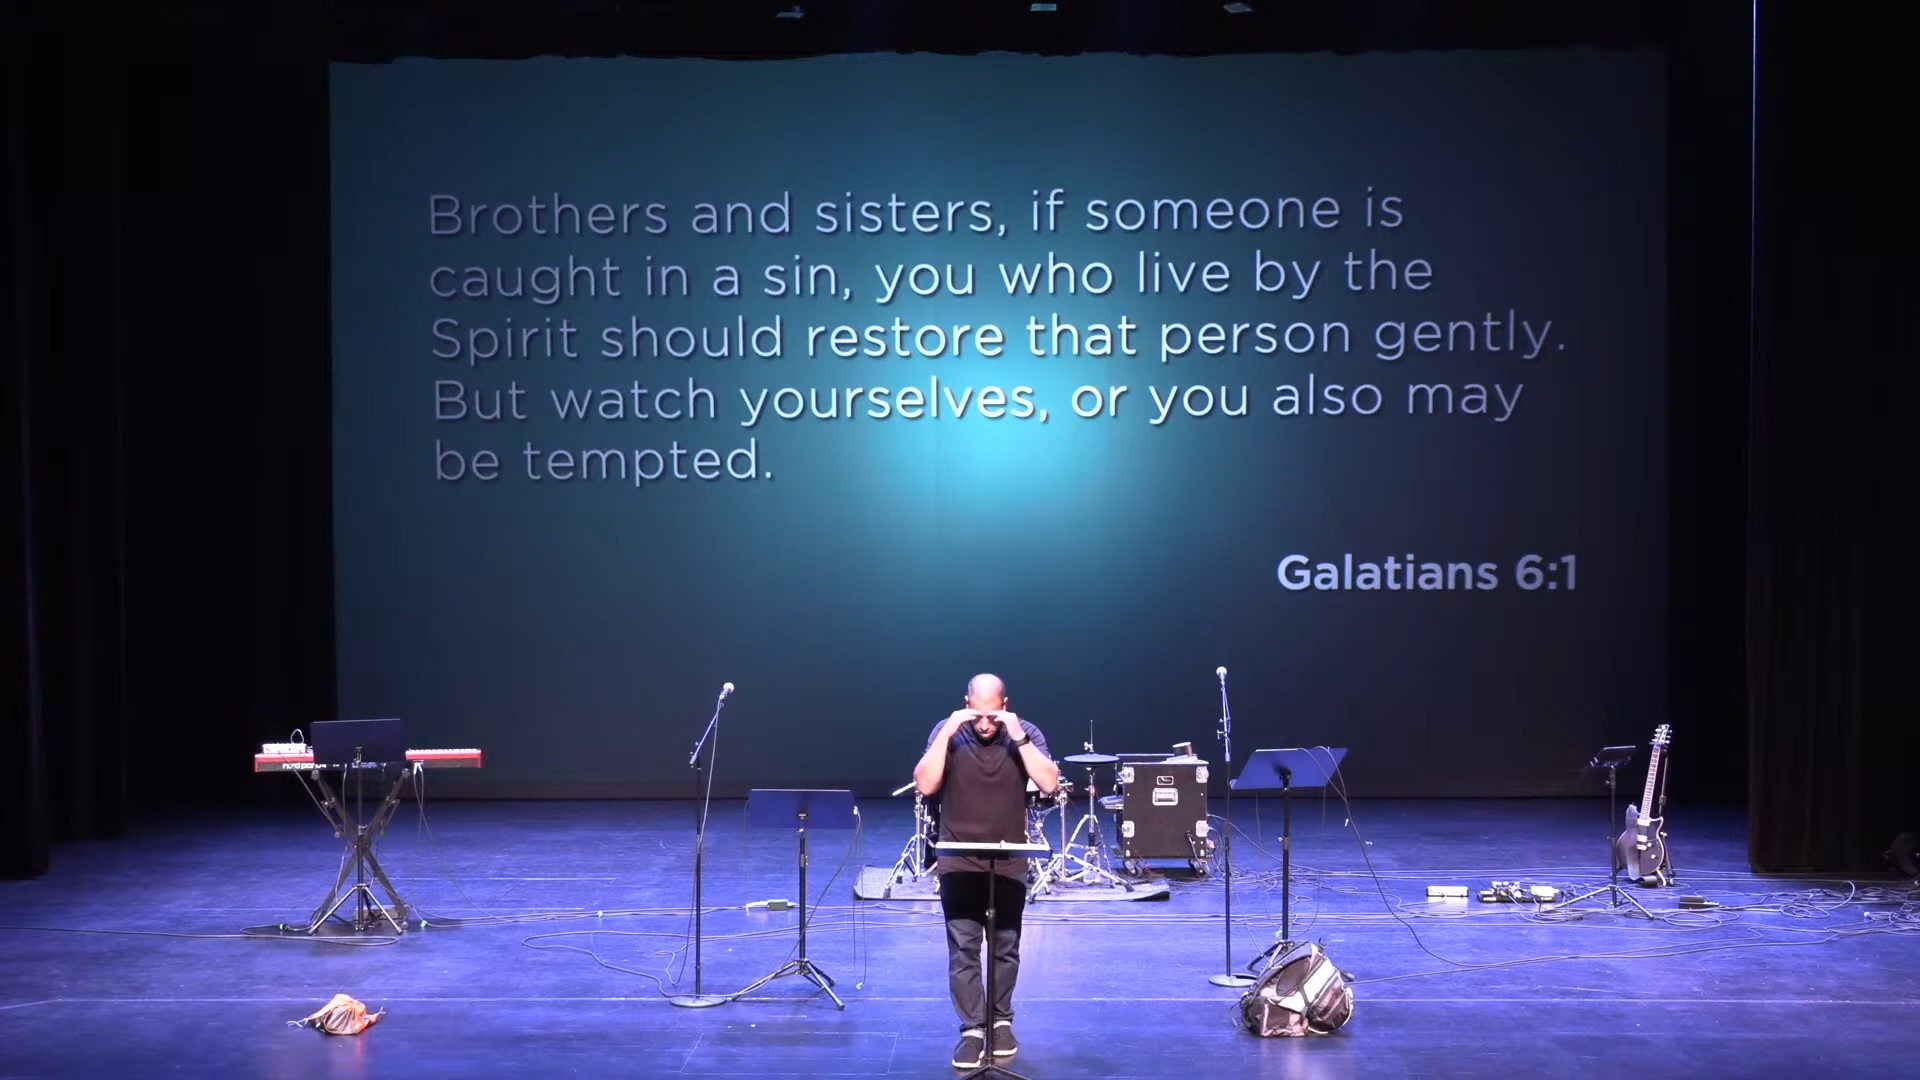 Brothers and sisters, if someone is
caught in a sin, you who live by the
Spirit should restore that person gently.
But watch yourselves, or you also may
be tempted.
Galatians 6:1